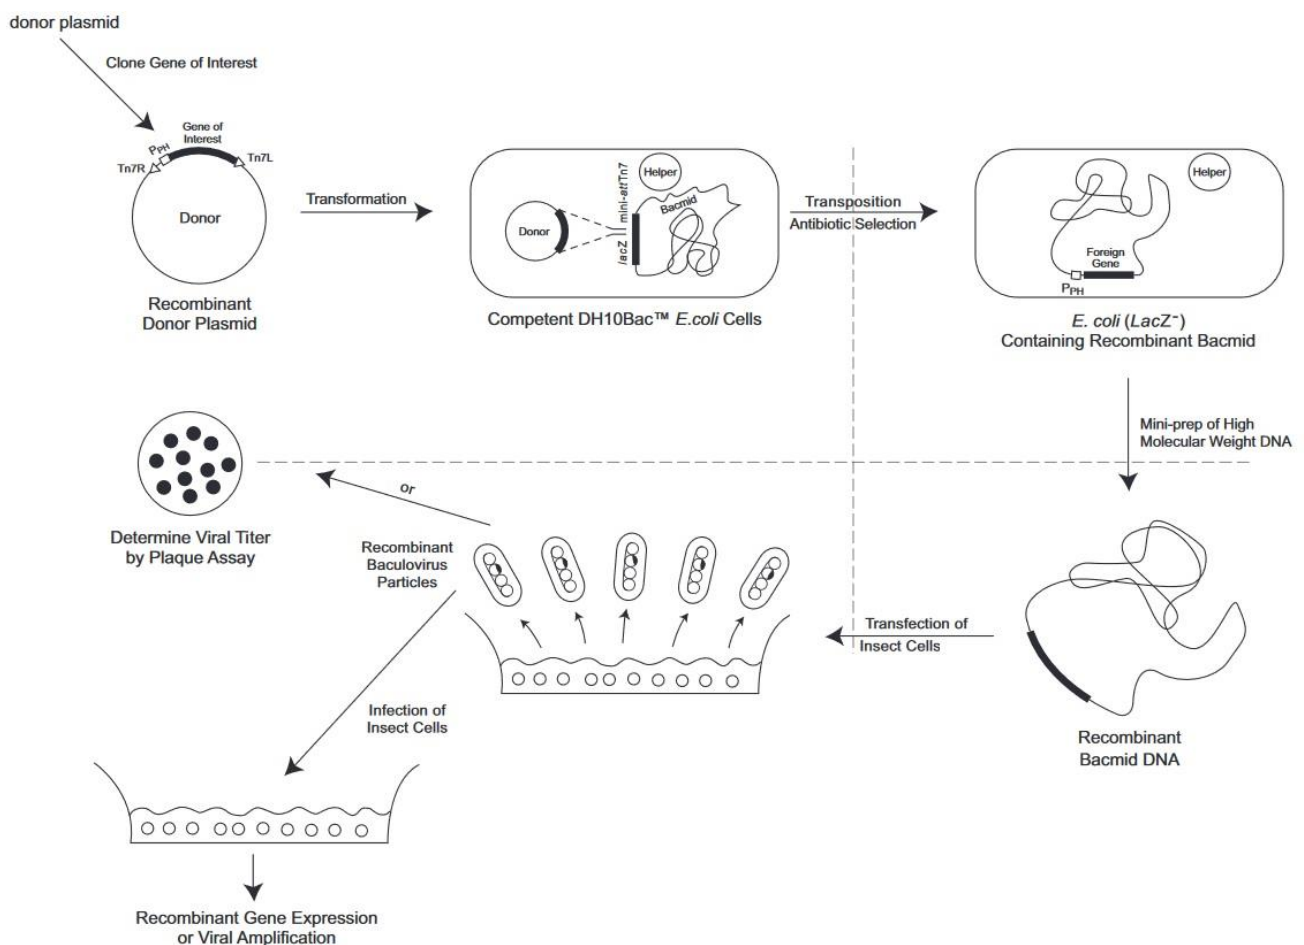 donor plasmid
Clone Gene of Interest
Gene of
Interest
PPH
Tn7R
Tn7L
Donor
Recombinant
Donor Plasmid
Transformation
Helper
mini-attTn7
lacZ
Bacmid
Donor
Competent DH10Bac™ E.coli Cells
Transposition
Antibiotic Selection
Helper
Foreign
Gene
PPH
E. coli (LacZ⁻)
Containing Recombinant Bacmid
Mini-prep of High
Molecular Weight DNA
Recombinant
Bacmid DNA
Transfection of
Insect Cells
Recombinant
Baculovirus
Particles
or
Determine Viral Titer
by Plaque Assay
Infection of
Insect Cells
Recombinant Gene Expression
or Viral Amplification